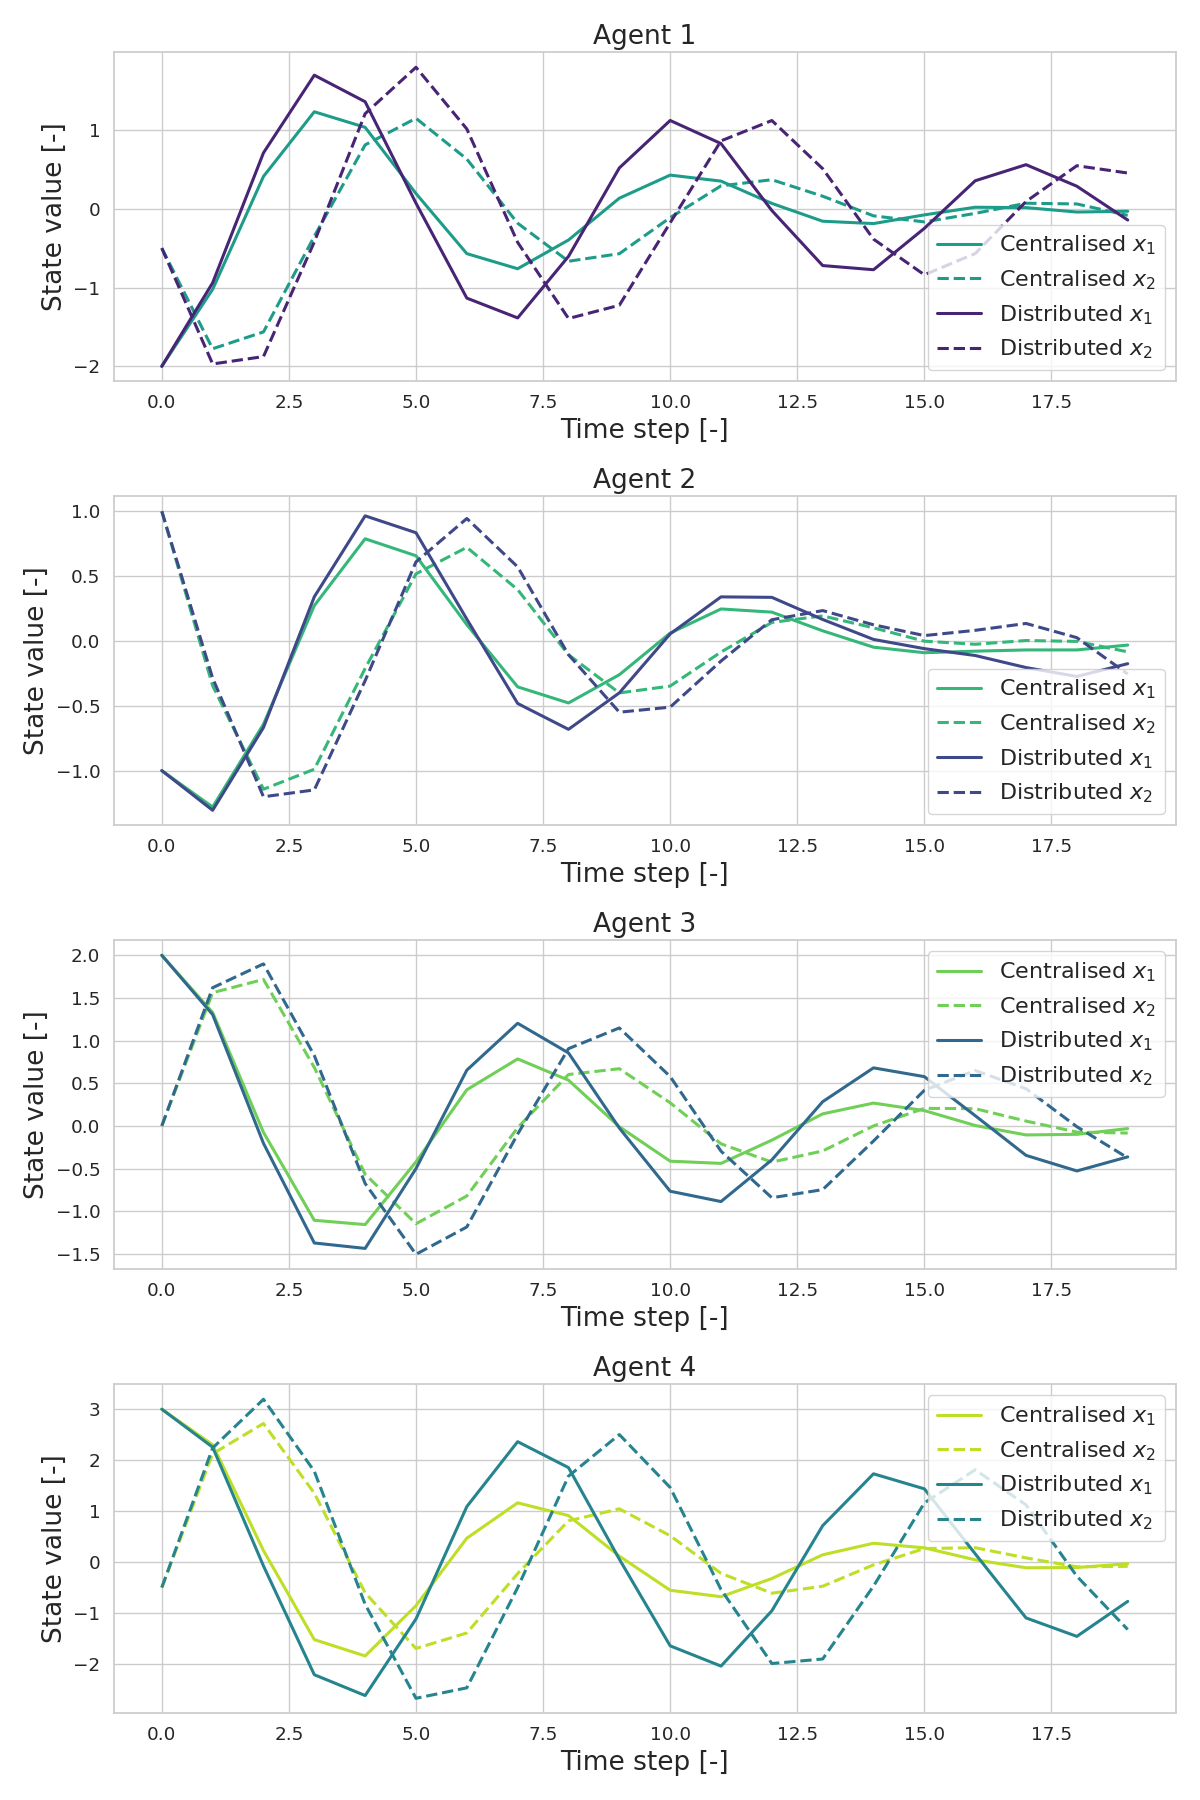 Agent 1
State value [-]
1
0
−1
−2
Centralised x₁
Centralised x₂
Distributed x₁
Distributed x₂
0.0 2.5 5.0 7.5 10.0 12.5 15.0 17.5
Time step [-]
Agent 2
State value [-]
1.0
0.5
0.0
−0.5
−1.0
Centralised x₁
Centralised x₂
Distributed x₁
Distributed x₂
0.0 2.5 5.0 7.5 10.0 12.5 15.0 17.5
Time step [-]
Agent 3
State value [-]
2.0
1.5
1.0
0.5
0.0
−0.5
−1.0
−1.5
Centralised x₁
Centralised x₂
Distributed x₁
Distributed x₂
0.0 2.5 5.0 7.5 10.0 12.5 15.0 17.5
Time step [-]
Agent 4
State value [-]
3
2
1
0
−1
−2
Centralised x₁
Centralised x₂
Distributed x₁
Distributed x₂
0.0 2.5 5.0 7.5 10.0 12.5 15.0 17.5
Time step [-]